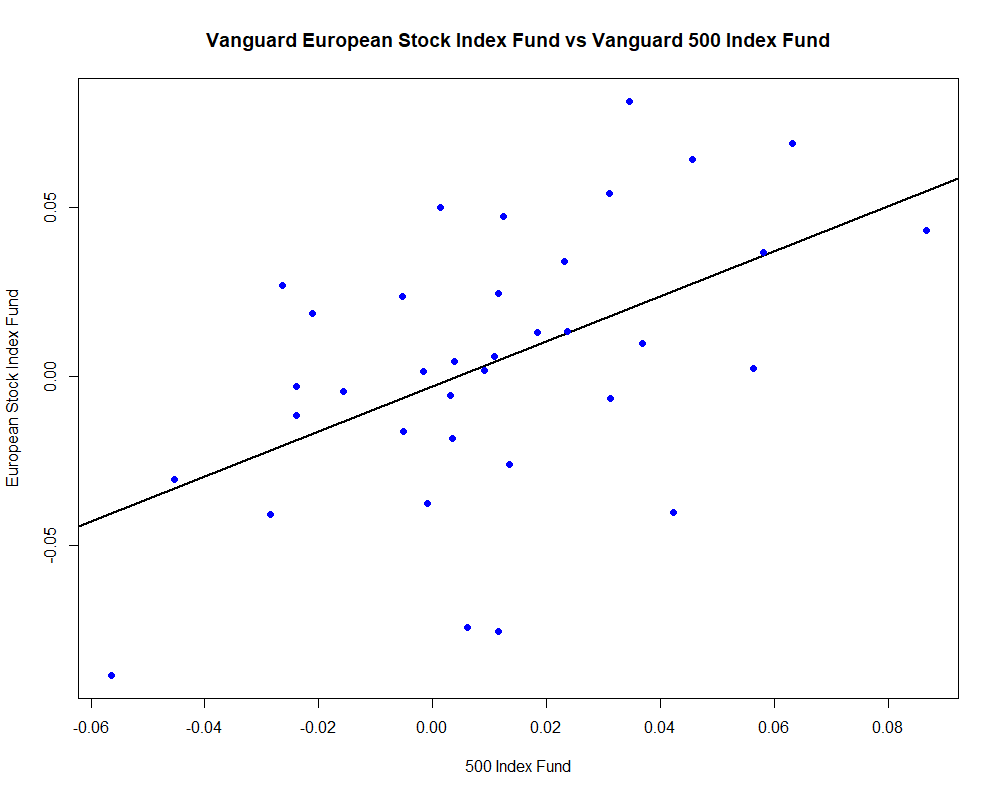 Vanguard European Stock Index Fund vs Vanguard 500 Index Fund
European Stock Index Fund
0.05
0.00
-0.05
-0.06 -0.04 -0.02 0.00 0.02 0.04 0.06 0.08
500 Index Fund